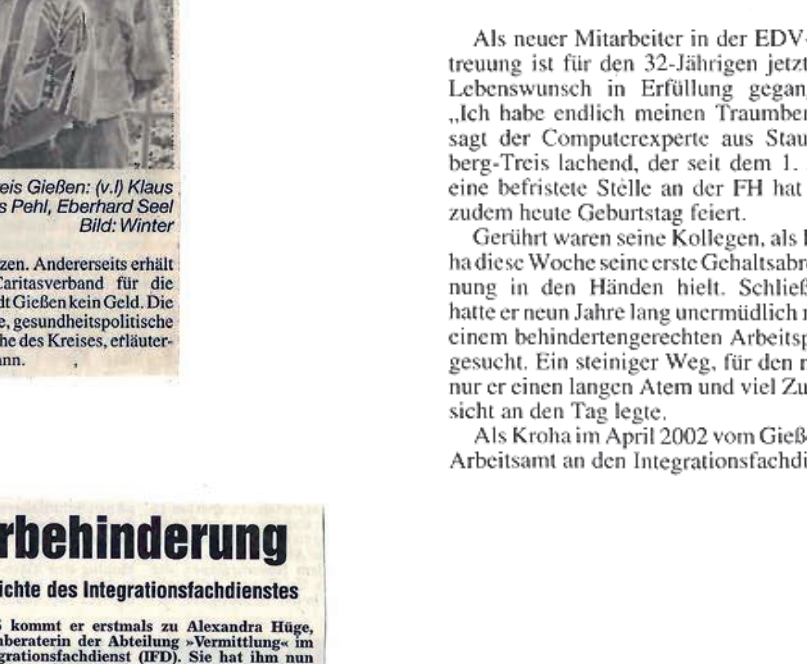 eis Gießen: (v.l) Klaus
s Pehl, Eberhard Seel
Bild: Winter
zen. Andererseits erhält
Caritasverband für die
dt Gießen kein Geld. Die
e, gesundheitspolitische
he des Kreises, erläuter-
nn.
rbehinderung
ichte des Integrationsfachdienstes
kommt er erstmals zu Alexandra Hüge,
nberaterin der Abteilung »Vermittlung« im
grationsfachdienst (IFD). Sie hat ihm nun
Als neuer Mitarbeiter in der EDV-
treuung ist für den 32-Jährigen jetzt
Lebenswunsch in Erfüllung gegan
„Ich habe endlich meinen Traumber
sagt der Computerexperte aus Stau
berg-Treis lachend, der seit dem 1.
eine befristete Stelle an der FH hat
zudem heute Geburtstag feiert.
Gerührt waren seine Kollegen, als
ha diese Woche seine erste Gehaltsabre
nung in den Händen hielt. Schließ
hatte er neun Jahre lang unermüdlich
einem behindertengerechten Arbeitsp
gesucht. Ein steiniger Weg, für den n
nur er einen langen Atem und viel Zu
sicht an den Tag legte.
Als Kroha im April 2002 vom Gieß
Arbeitsamt an den Integrationsfachdi